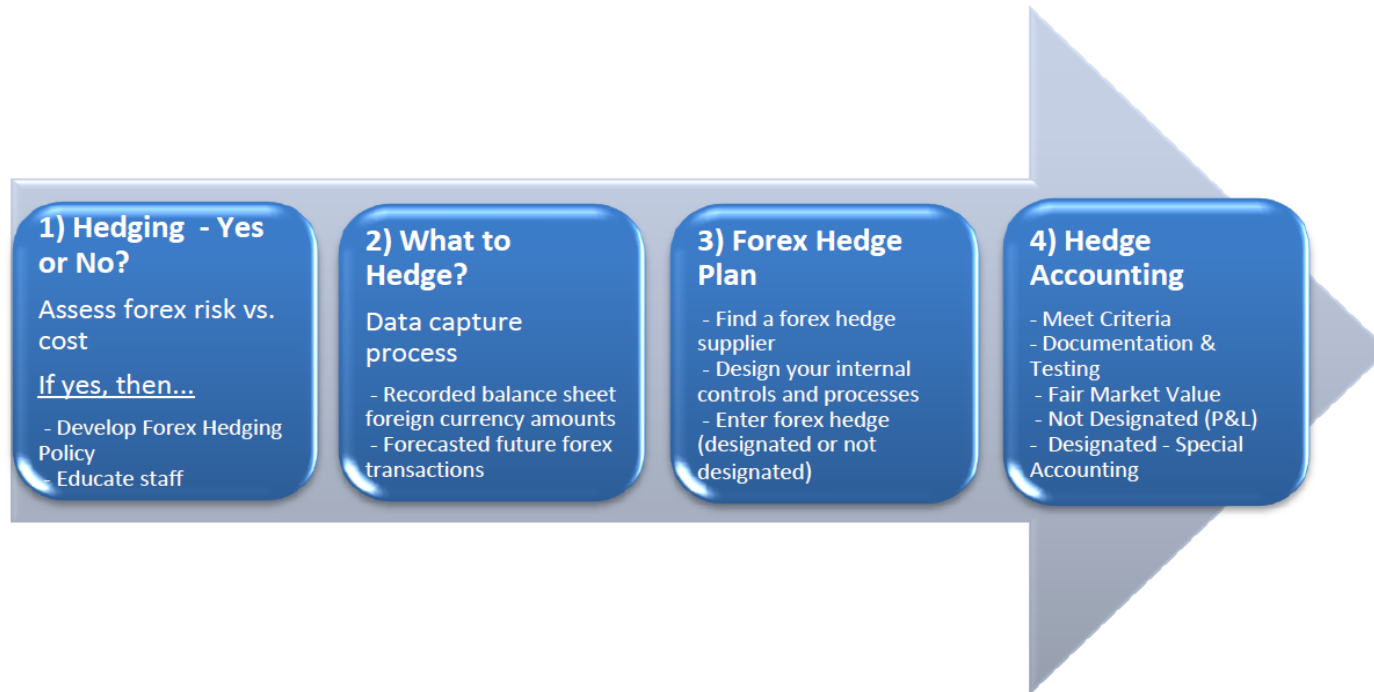 1) Hedging - Yes
or No?
Assess forex risk vs.
cost
If yes, then...
- Develop Forex Hedging
Policy
- Educate staff
2) What to
Hedge?
Data capture
process
- Recorded balance sheet
foreign currency amounts
- Forecasted future forex
transactions
3) Forex Hedge
Plan
- Find a forex hedge
supplier
- Design your internal
controls and processes
- Enter forex hedge
(designated or not
designated)
4) Hedge
Accounting
- Meet Criteria
- Documentation &
Testing
- Fair Market Value
- Not Designated (P&L)
- Designated - Special
Accounting